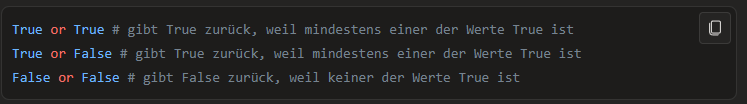 True or True # gibt True zurück, weil mindestens einer der Werte True ist
True or False # gibt True zurück, weil mindestens einer der Werte True ist
False or False # gibt False zurück, weil keiner der Werte True ist